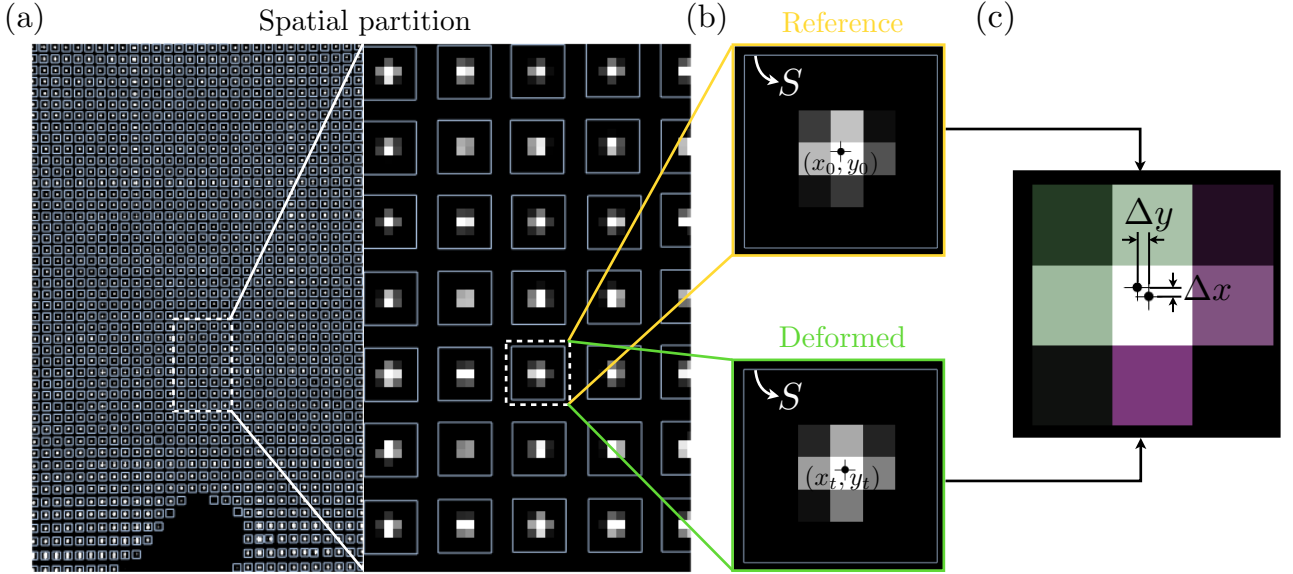 (a)
Spatial partition
(b)
Reference
(c)
S
(x₀, y₀)
Δy
Δx
Deformed
S
(xₜ, yₜ)